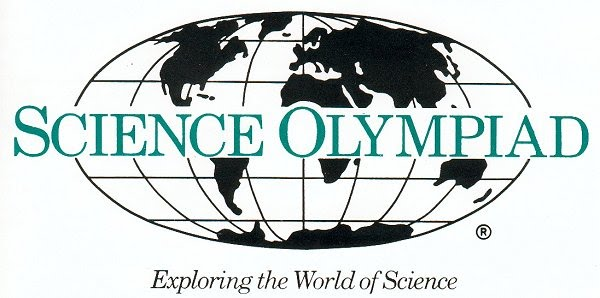 SCIENCE OLYMPIAD
®
Exploring the World of Science